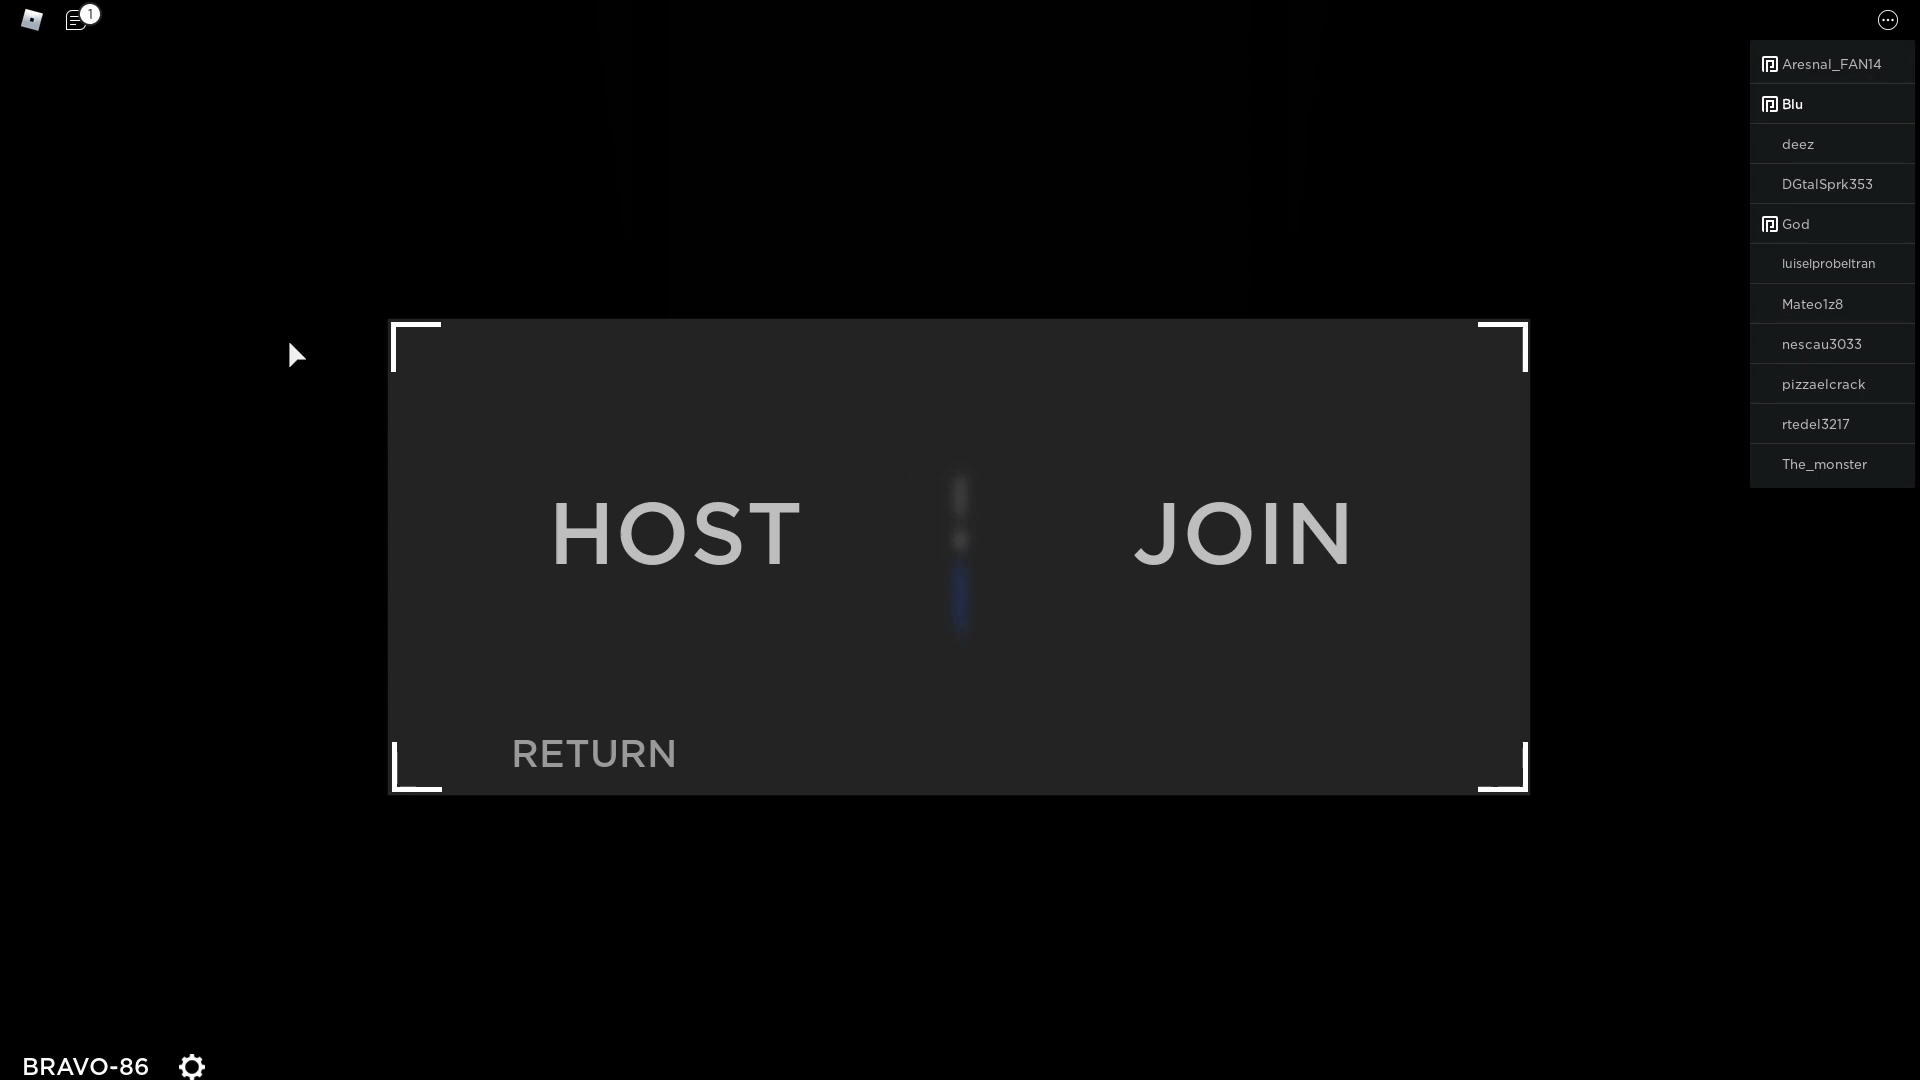 1
Aresnal_FAN14
Blu
deez
DGtalSprk353
God
luiselprobeltran
Mateo1z8
nescau3033
pizzaelcrack
rtedel3217
The_monster
HOST JOIN
RETURN
BRAVO-86